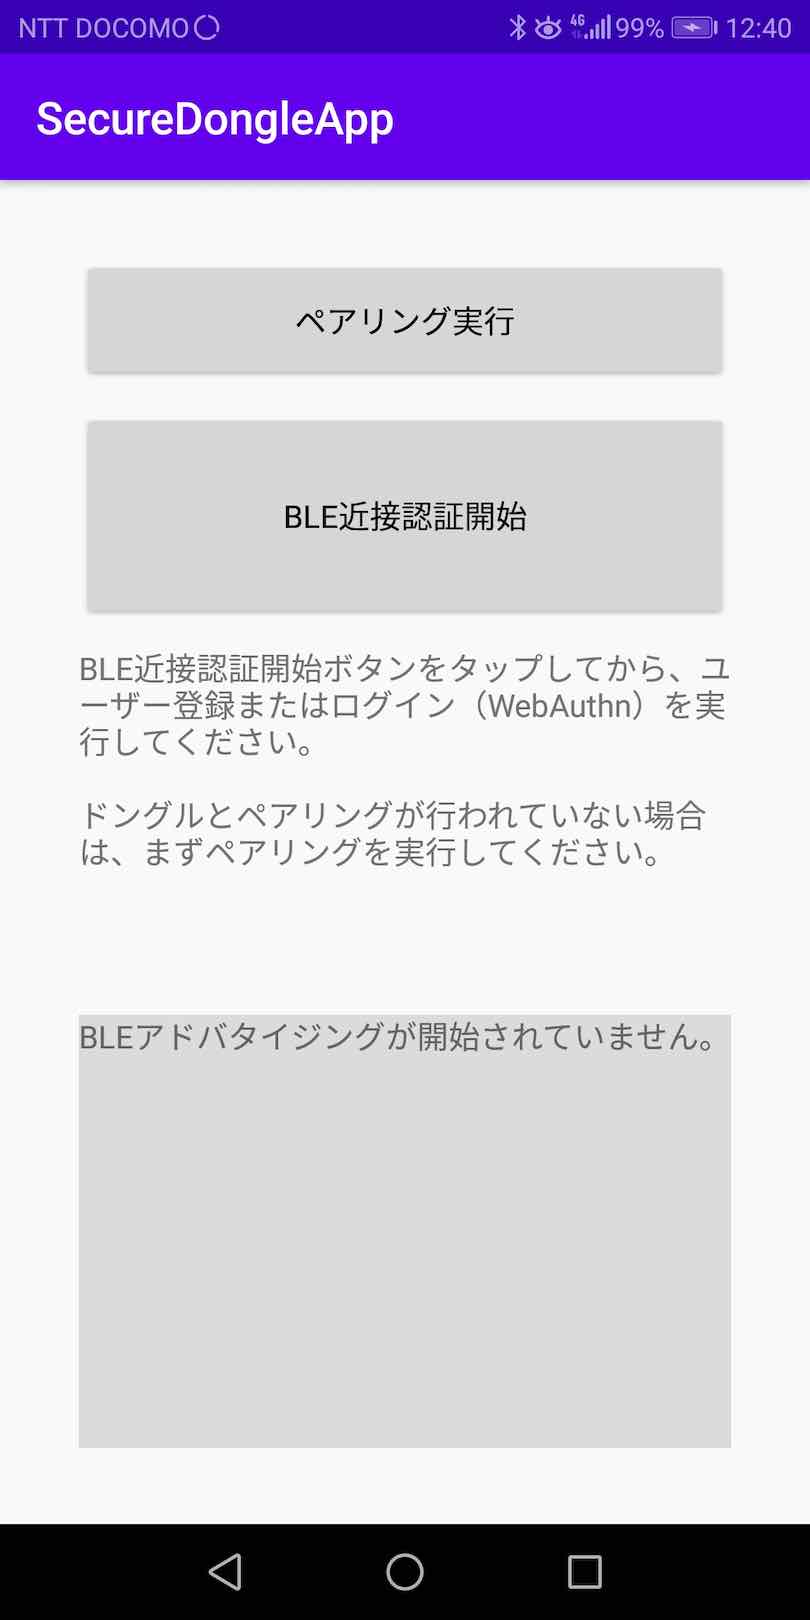 NTT DOCOMO 4G 99% 12:40
SecureDongleApp
ペアリング実行
BLE近接認証開始
BLE近接認証開始ボタンをタップしてから、ユ
ーザー登録またはログイン（WebAuthn）を実
行してください。
ドングルとペアリングが行われていない場合
は、まずペアリングを実行してください。
BLEアドバタイジングが開始されていません。